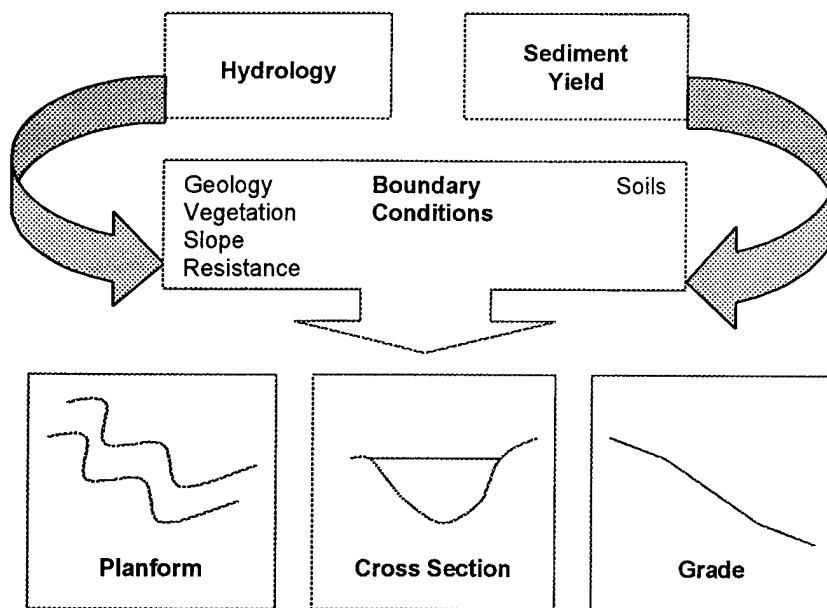 Hydrology
Sediment
Yield
Geology
Vegetation
Slope
Resistance
Boundary
Conditions
Soils
Planform
Cross Section
Grade